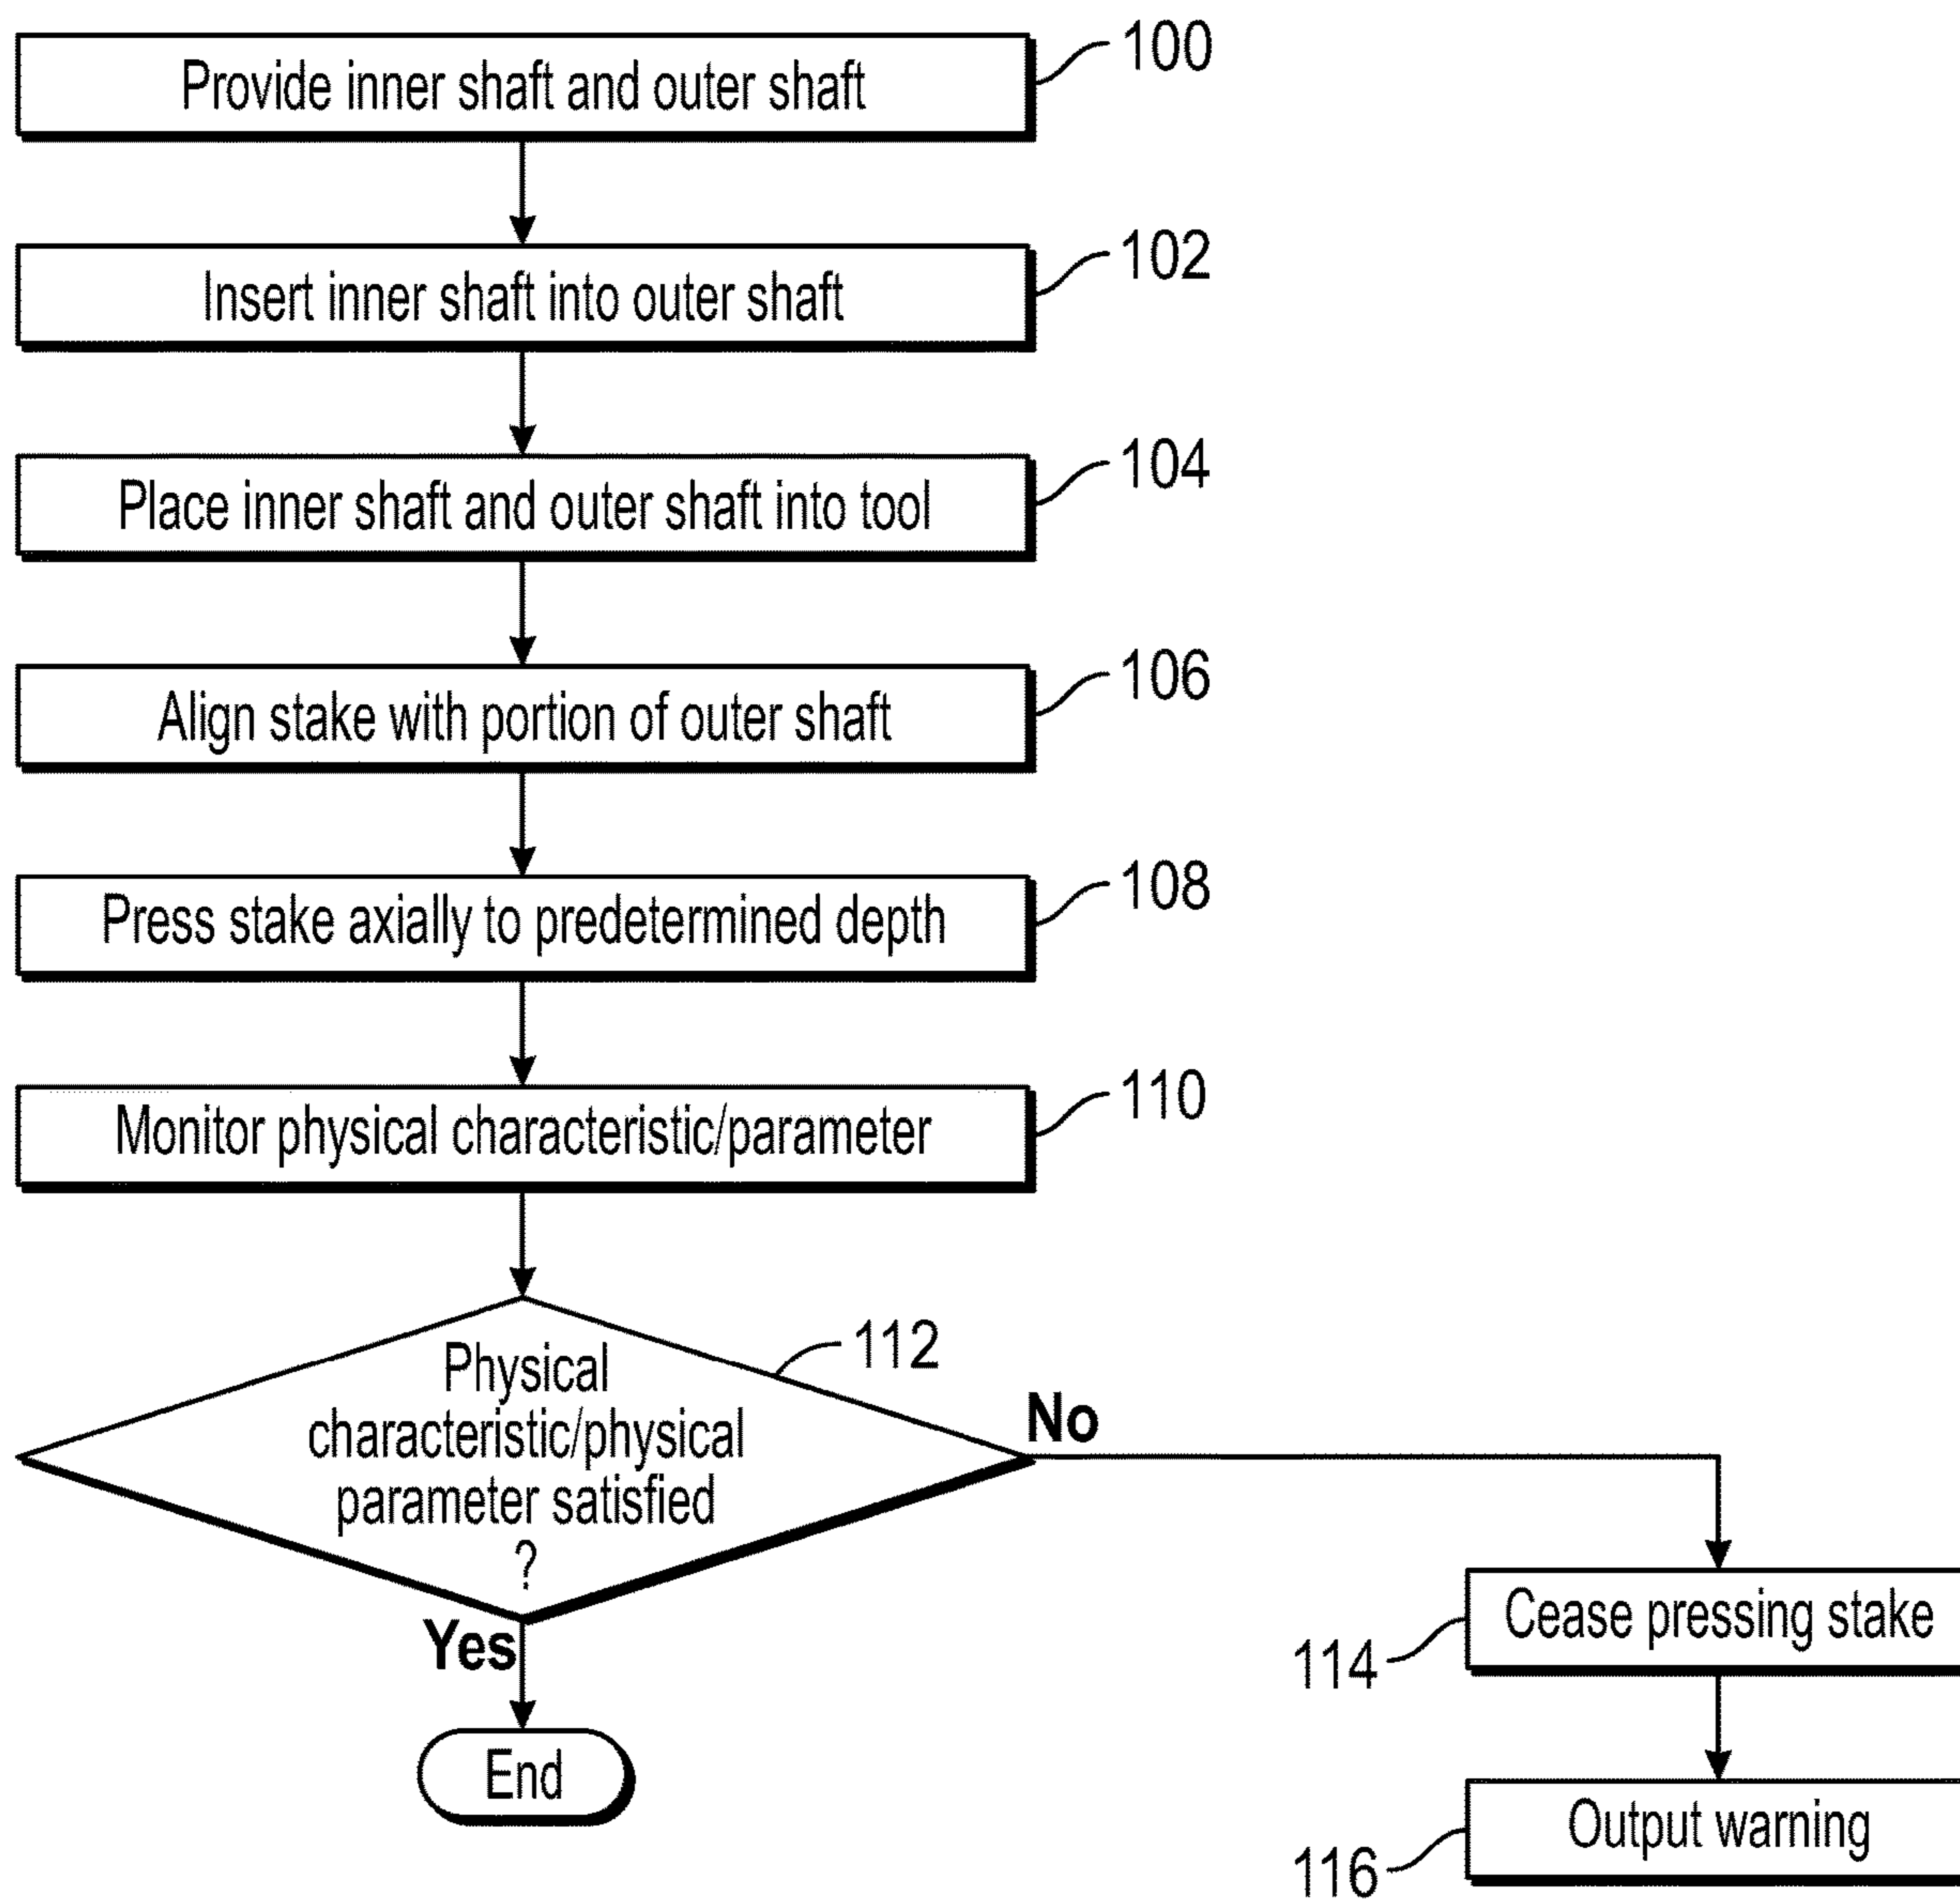 Provide inner shaft and outer shaft
100
Insert inner shaft into outer shaft
102
Place inner shaft and outer shaft into tool
104
Align stake with portion of outer shaft
106
Press stake axially to predetermined depth
108
Monitor physical characteristic/parameter
110
Physical
characteristic/physical
parameter satisfied
?
112
No
Yes
End
Cease pressing stake
114
Output warning
116